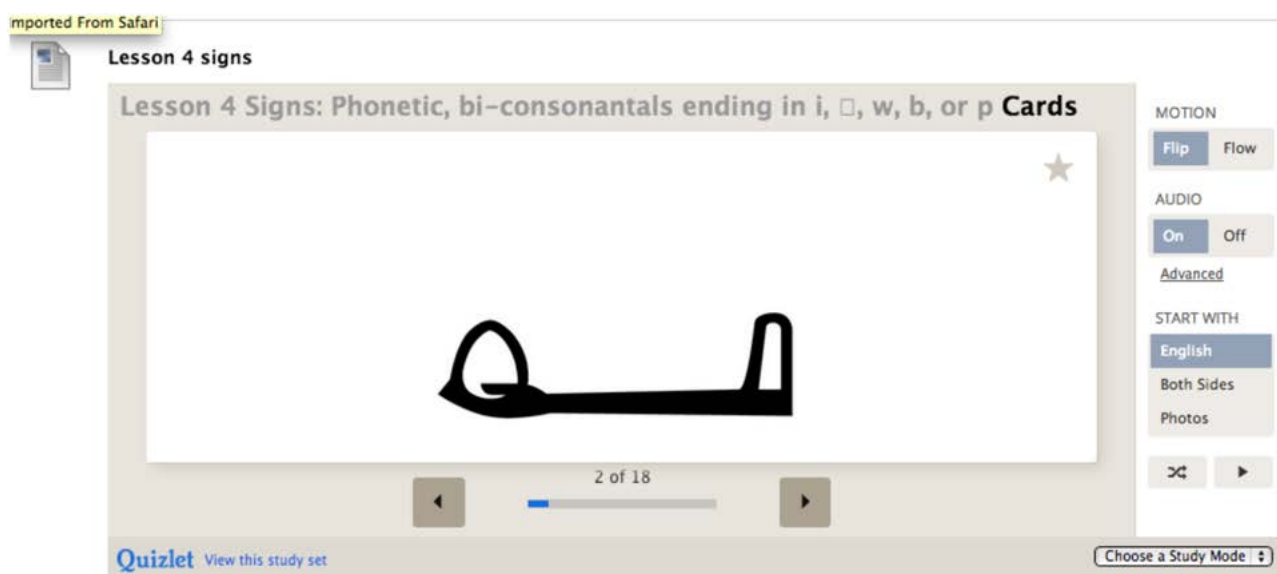 mported From Safari
Lesson 4 signs
Lesson 4 Signs: Phonetic, bi-consonantals ending in i, □, w, b, or p Cards
MOTION
Flip Flow
AUDIO
On Off
Advanced
START WITH
English
Both Sides
Photos
2 of 18
Quizlet View this study set
Choose a Study Mode